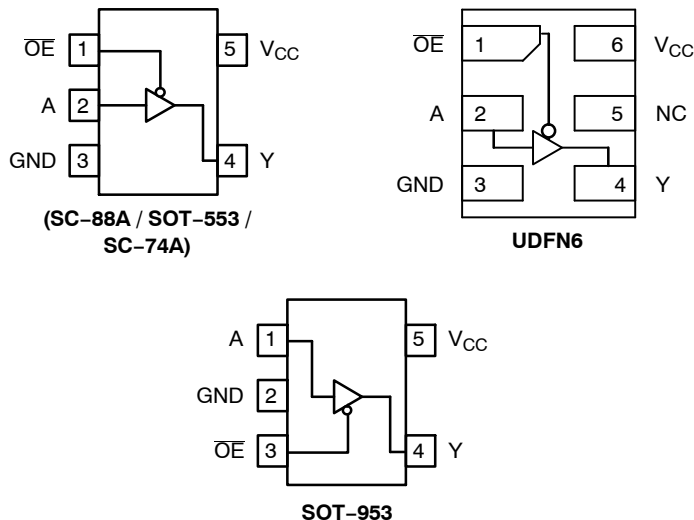 OE 1 5 VCC
A 2
GND 3 4 Y
(SC−88A / SOT−553 /
SC−74A)
OE 1 6 VCC
A 2 5 NC
GND 3 4 Y
UDFN6
A 1 5 VCC
GND 2
OE 3 4 Y
SOT−953